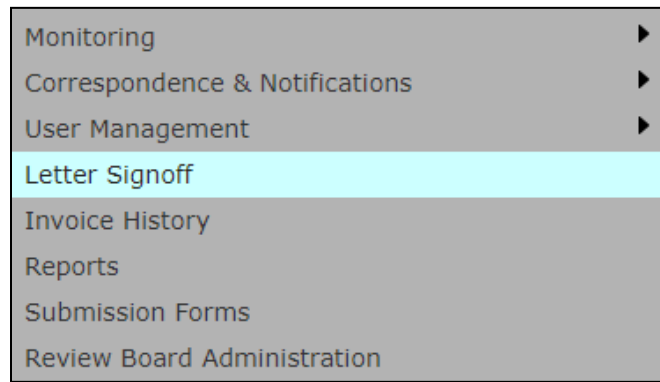 Monitoring
Correspondence & Notifications
User Management
Letter Signoff
Invoice History
Reports
Submission Forms
Review Board Administration